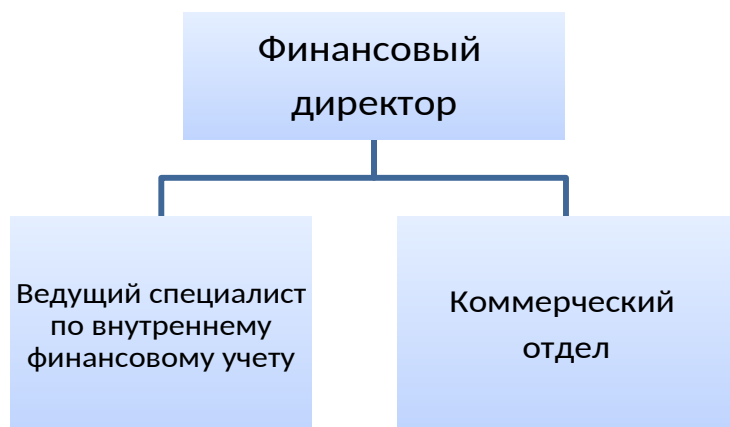 Финансовый
директор
Ведущий специалист
по внутреннему
финансовому учету
Коммерческий
отдел